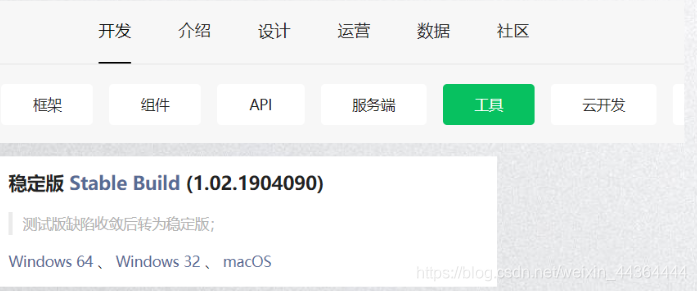 开发 介绍 设计 运营 数据 社区
框架 组件 API 服务端 工具 云开发
稳定版 Stable Build (1.02.1904090)
测试版缺陷收敛后转为稳定版；
Windows 64 、 Windows 32 、 macOS
https://blog.csdn.net/weixin_44364444